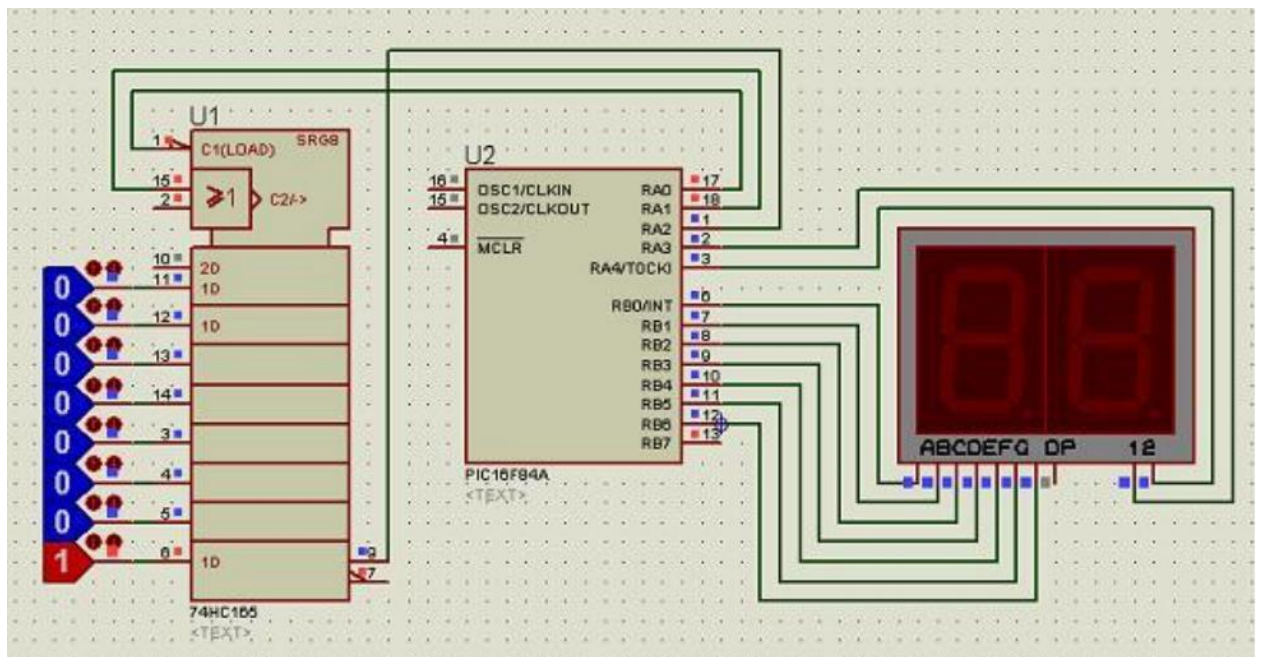 U1
1
C1(LOAD)
SRG8
15
2
≥1
C2/->
10
2D
11
1D
12
1D
13
14
3
4
5
6
1D
9
7
74HC165
<TEXT>
0
0
0
0
0
0
0
1
U2
16
OSC1/CLKIN
15
OSC2/CLKOUT
4
MCLR
RA0
17
RA1
18
RA2
1
RA3
2
RA4/T0CKI
3
RB0/INT
6
RB1
7
RB2
8
RB3
9
RB4
10
RB5
11
RB6
12
RB7
13
PIC16F84A
<TEXT>
ABCDEFG DP
12